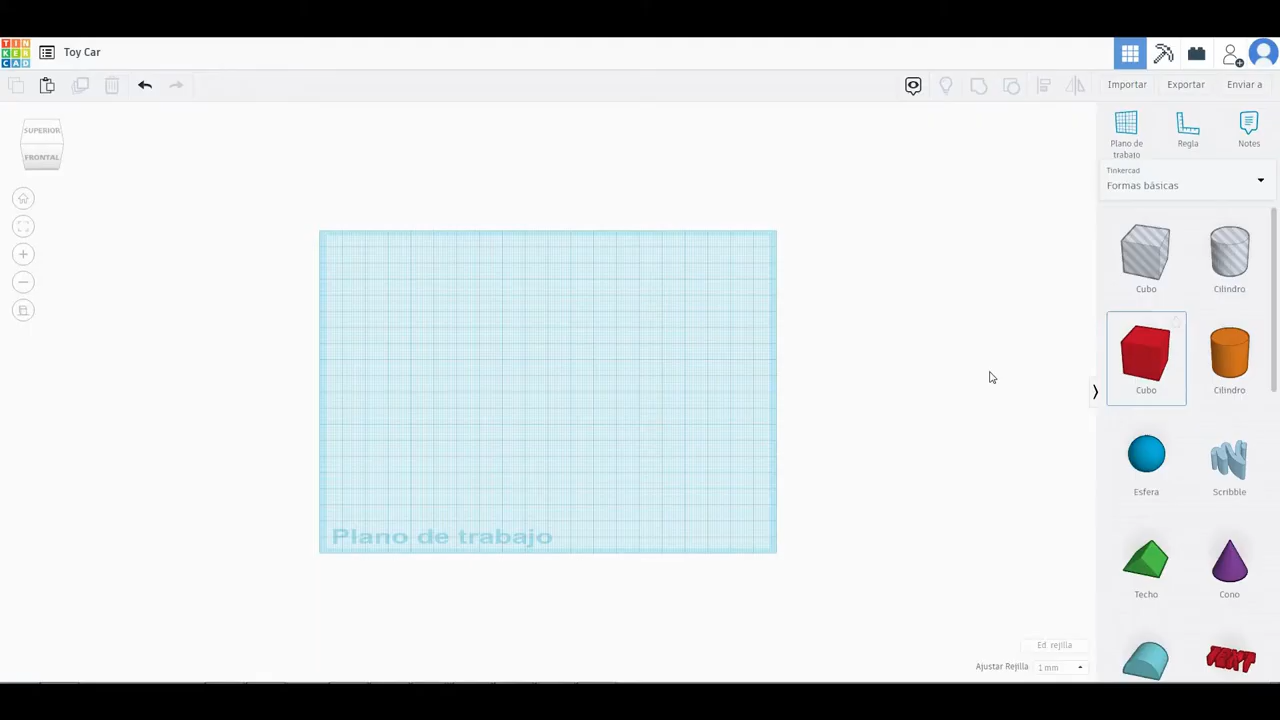 TIN
KER
CAD
Toy Car
Importar
Exportar
Enviar a
SUPERIOR
FRONTAL
Plano de
trabajo
Regla
Notes
Tinkercad
Formas básicas
Cubo
Cilindro
Cubo
Cilindro
Esfera
Scribble
Techo
Cono
TEXT
Plano de trabajo
Ed rejilla
Ajustar Rejilla
1 mm